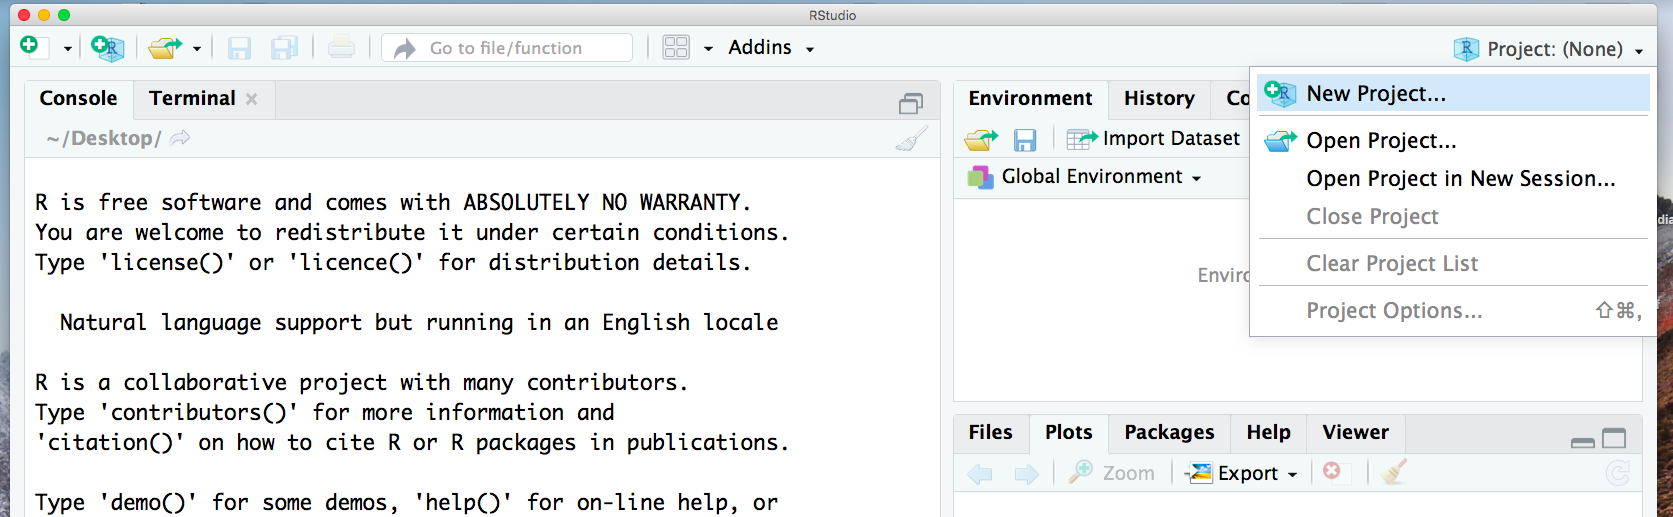 RStudio
Go to file/function
Addins
Project: (None)
Console
Terminal
~/Desktop/
R is free software and comes with ABSOLUTELY NO WARRANTY.
You are welcome to redistribute it under certain conditions.
Type 'license()' or 'licence()' for distribution details.
Natural language support but running in an English locale
R is a collaborative project with many contributors.
Type 'contributors()' for more information and
'citation()' on how to cite R or R packages in publications.
Type 'demo()' for some demos, 'help()' for on-line help, or
Environment History Co
Import Dataset
Global Environment
Enviro
New Project...
Open Project...
Open Project in New Session...
Close Project
Clear Project List
Project Options... ⇧⌘,
dia
Files Plots Packages Help Viewer
Zoom Export